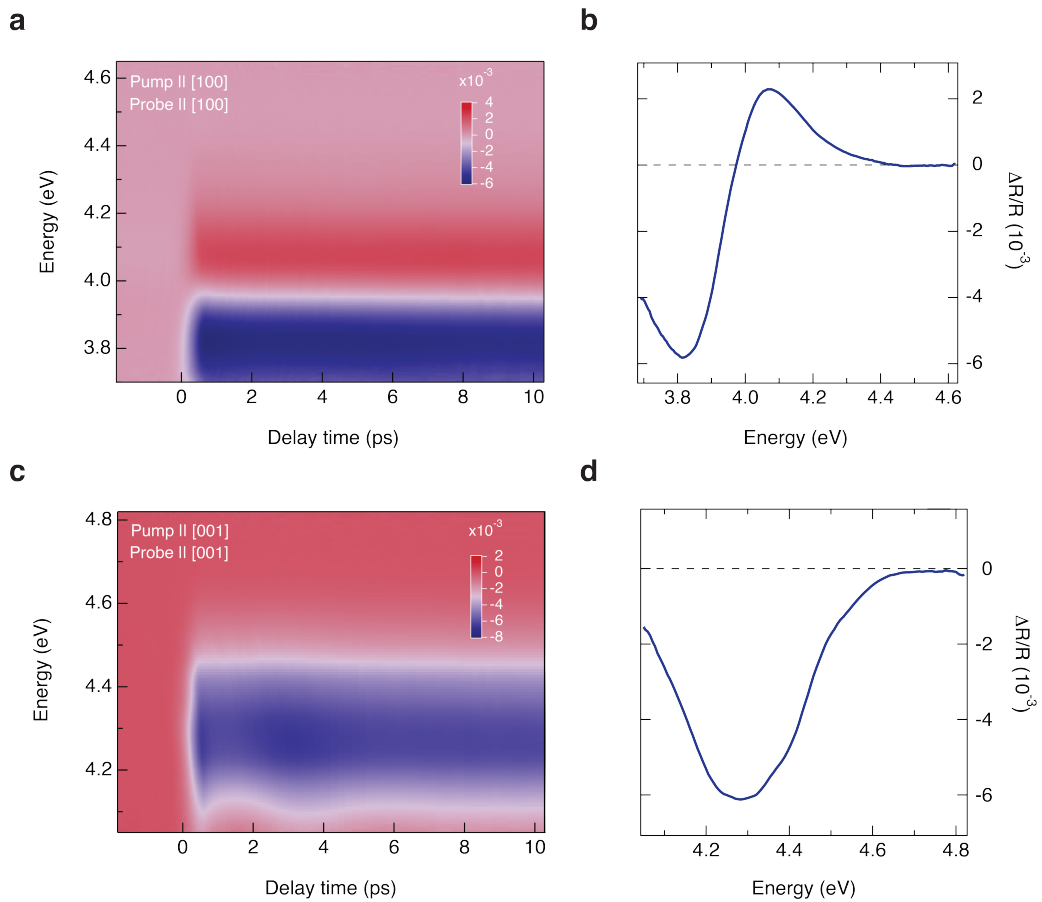 a
Pump II [100]
Probe II [100]
x10-3
4
2
0
-2
-4
-6
4.6
4.4
4.2
4.0
3.8
Energy (eV)
0
2
4
6
8
10
Delay time (ps)
b
2
0
-2
-4
-6
ΔR/R (10-3)
3.8
4.0
4.2
4.4
4.6
Energy (eV)
c
Pump II [001]
Probe II [001]
x10-3
2
0
-2
-4
-6
-8
4.8
4.6
4.4
4.2
Energy (eV)
0
2
4
6
8
10
Delay time (ps)
d
0
-2
-4
-6
ΔR/R (10-3)
4.2
4.4
4.6
4.8
Energy (eV)